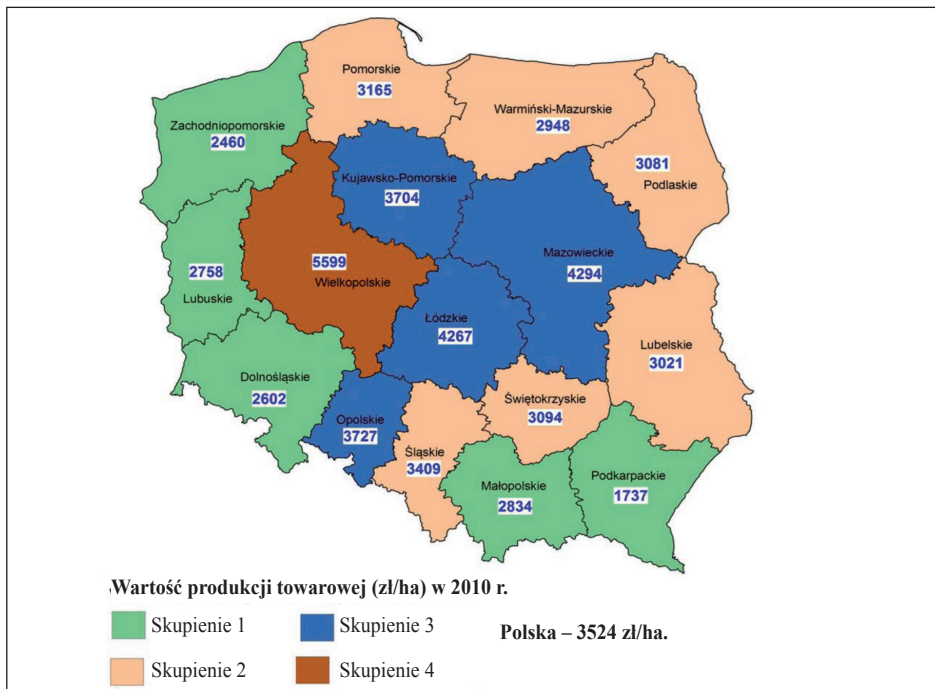 Pomorskie
3165
Warmiński-Mazurskie
2948
Zachodniopomorskie
2460
3081
Podlaskie
Kujawsko-Pomorskie
3704
Mazowieckie
4294
5599
Wielkopolskie
2758
Lubuskie
Łódzkie
4267
Lubelskie
3021
Dolnośląskie
2602
Świętokrzyskie
3094
Opolskie
3727
Śląskie
3409
Małopolskie
2834
Podkarpackie
1737
Wartość produkcji towarowej (zł/ha) w 2010 r.
Skupienie 1
Skupienie 3
Polska – 3524 zł/ha.
Skupienie 2
Skupienie 4